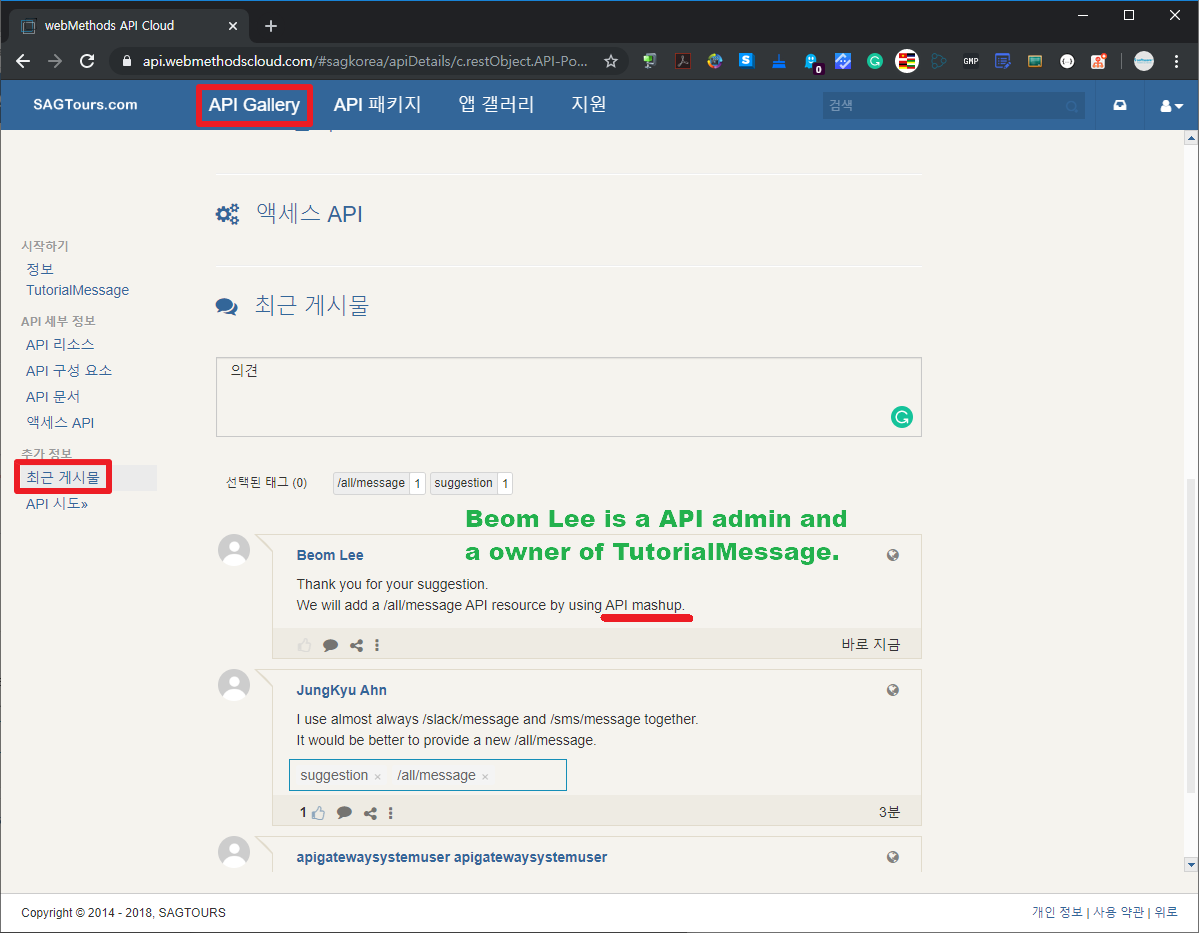 webMethods API Cloud
api.webmethodscloud.com/#sagkorea/apiDetails/c.restObject.API-Po...
0
GMP
SAGTours.com
API Gallery
API 패키지
앱 갤러리
지원
검색
액세스 API
시작하기
정보
TutorialMessage
최근 게시물
API 세부 정보
API 리소스
API 구성 요소
API 문서
액세스 API
추가 정보
최근 게시물
API 시도»
의견
선택된 태그 (0)
/all/message 1
suggestion 1
Beom Lee is a API admin and
a owner of TutorialMessage.
Beom Lee
Thank you for your suggestion.
We will add a /all/message API resource by using API mashup.
바로 지금
JungKyu Ahn
I use almost always /slack/message and /sms/message together.
It would be better to provide a new /all/message.
suggestion × /all/message ×
1
3분
apigatewaysystemuser apigatewaysystemuser
Copyright © 2014 - 2018, SAGTOURS
개인 정보 | 사용 약관 | 위로